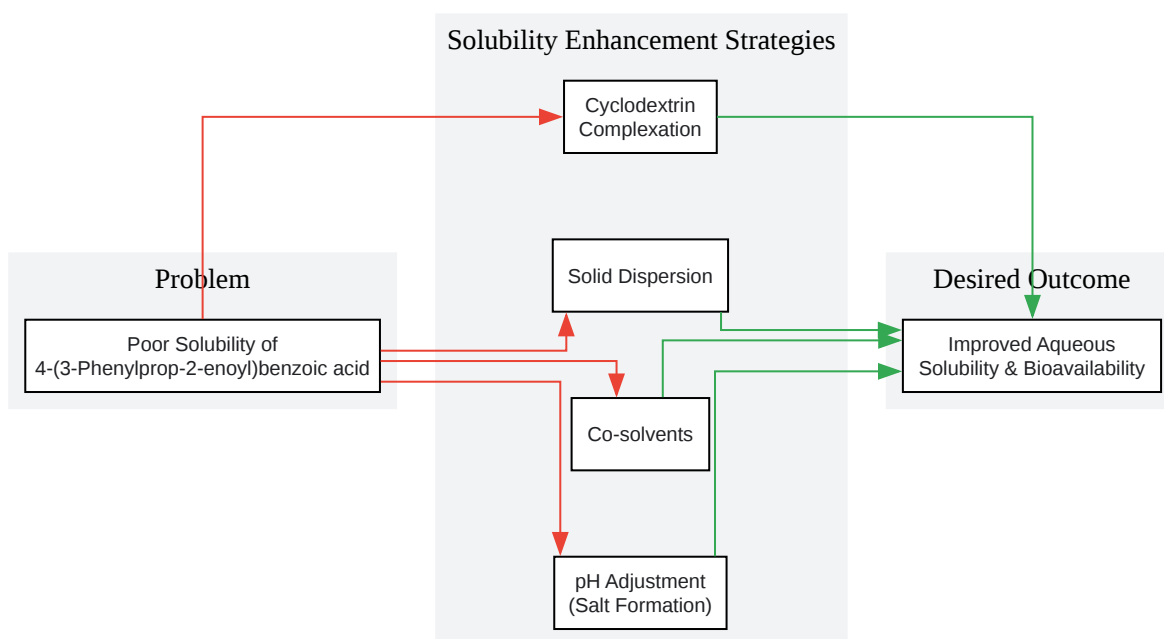 Solubility Enhancement Strategies
Cyclodextrin
Complexation
Problem
Poor Solubility of
4-(3-Phenylprop-2-enoyl)benzoic acid
Solid Dispersion
Co-solvents
pH Adjustment
(Salt Formation)
Desired Outcome
Improved Aqueous
Solubility & Bioavailability